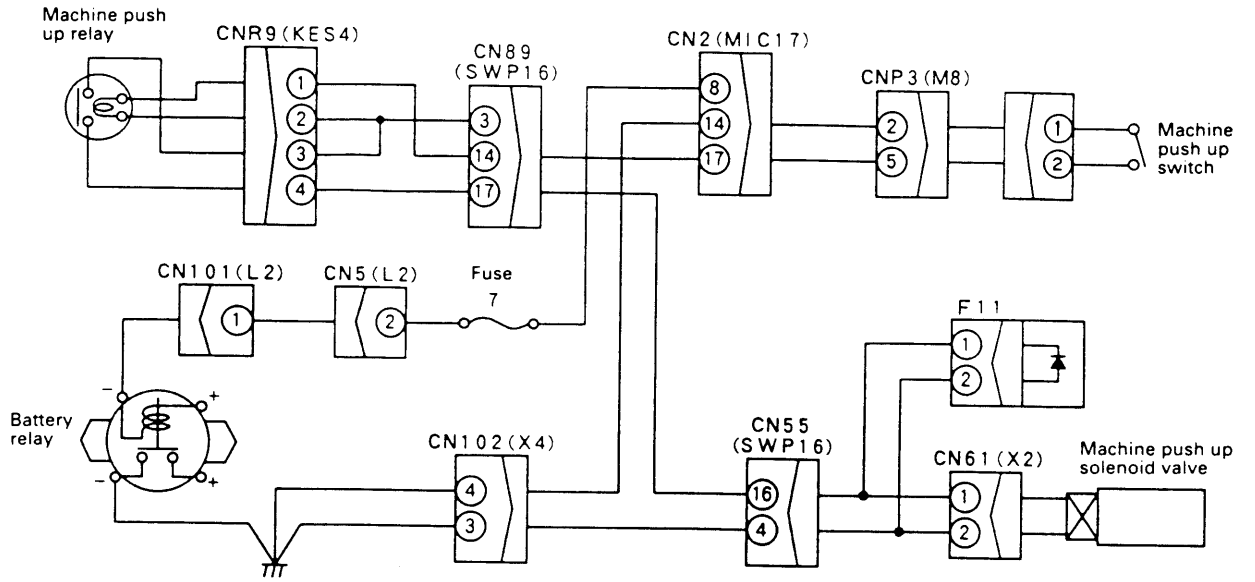 Machine push
up relay
CNR9(KES4)
1
2
3
4
CN89
(SWP16)
3
14
17
CN2(MIC17)
8
14
17
CNP3(M8)
2
5
1
2
Machine
push up
switch
CN101(L2)
1
CN5(L2)
2
Fuse
7
F11
1
2
Battery
relay
-
+
-
+
CN102(X4)
4
3
CN55
(SWP16)
16
4
CN61(X2)
1
2
Machine push up
solenoid valve